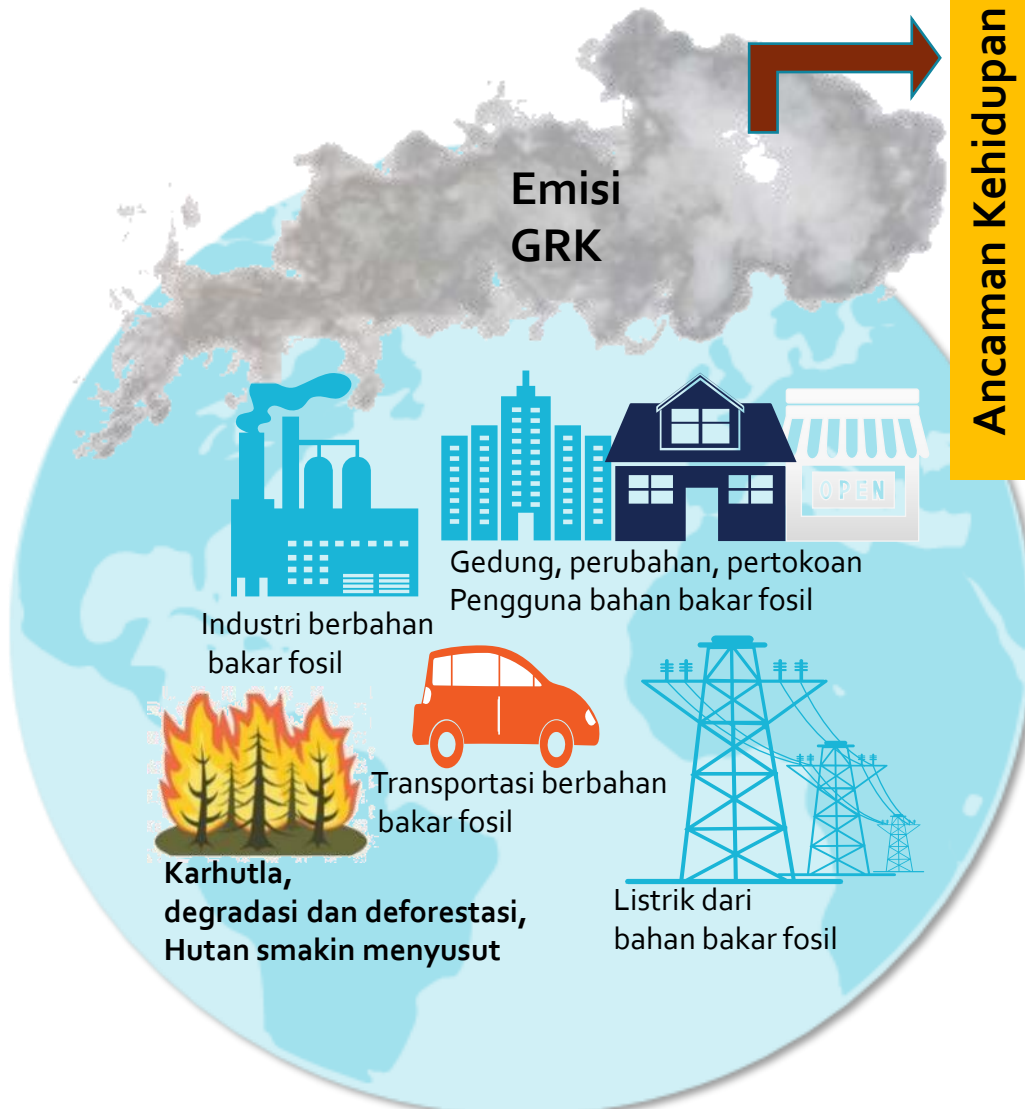 Ancaman Kehidupan
Emisi
GRK
OPEN
Gedung, perubahan, pertokoan
Pengguna bahan bakar fosil
Industri berbahan
bakar fosil
Transportasi berbahan
bakar fosil
Karhutla,
degradasi dan deforestasi,
Hutan smakin menyusut
Listrik dari
bahan bakar fosil